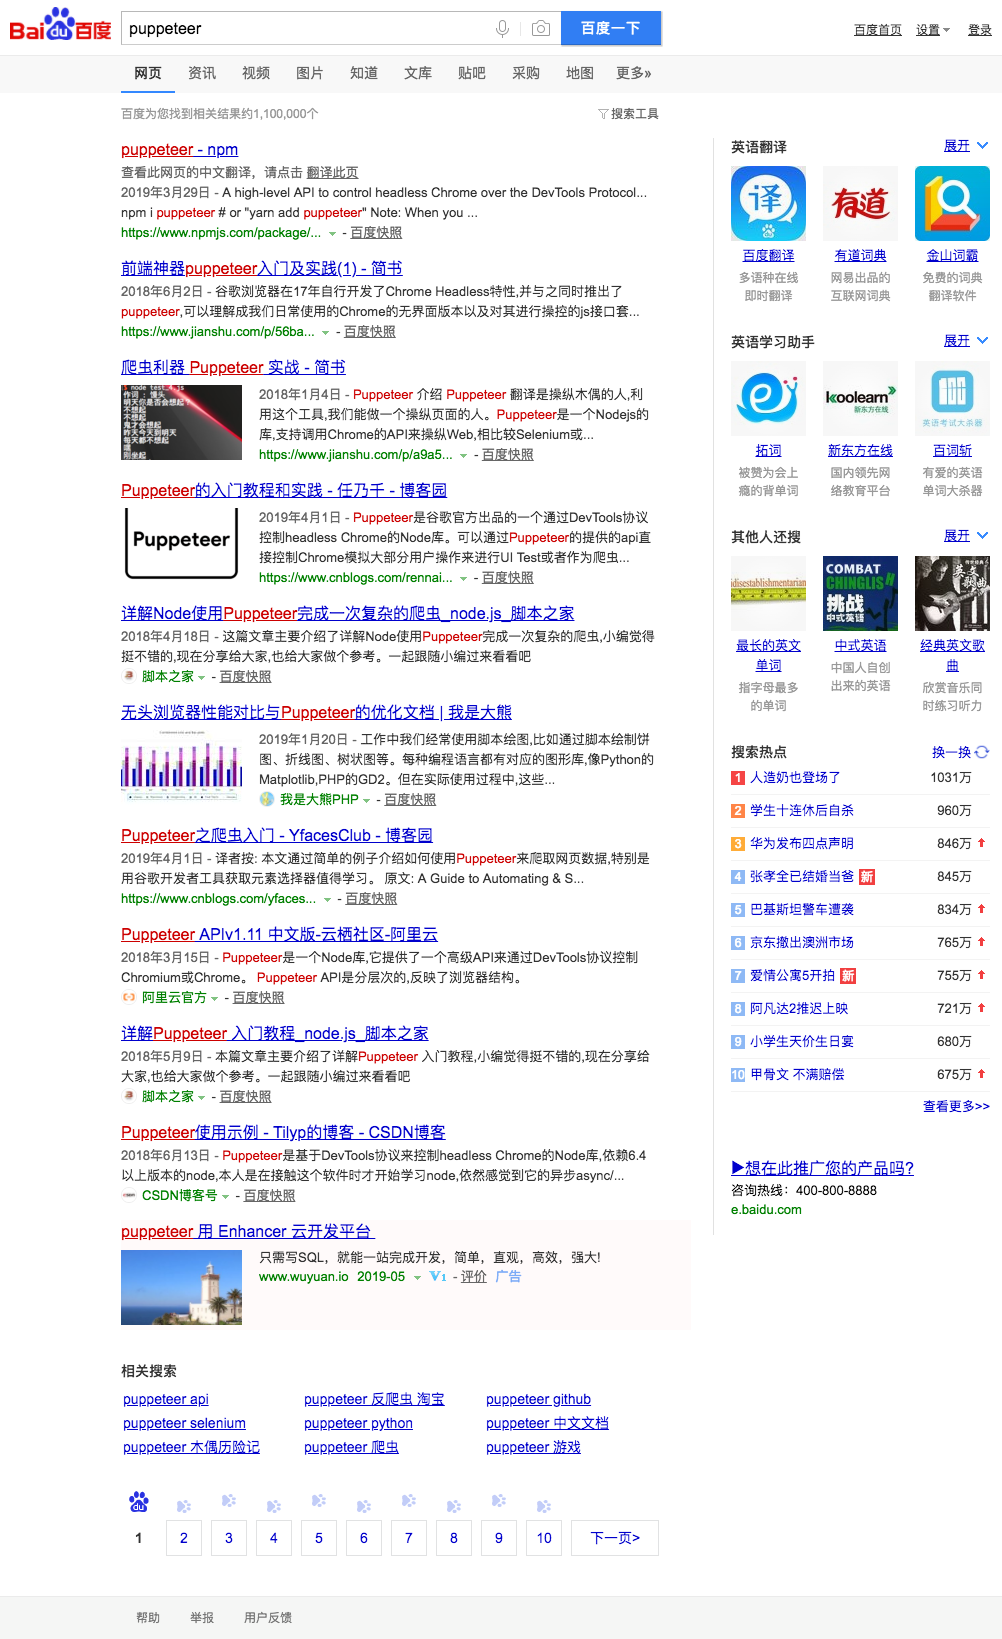 Bai du 百度
puppeteer
百度一下
百度首页 设置 登录
网页 资讯 视频 图片 知道 文库 贴吧 采购 地图 更多»
百度为您找到相关结果约1,100,000个
搜索工具
puppeteer - npm
查看此网页的中文翻译，请点击 翻译此页
2019年3月29日 - A high-level API to control headless Chrome over the DevTools Protocol...
npm i puppeteer # or "yarn add puppeteer" Note: When you ...
https://www.npmjs.com/package/... - 百度快照
前端神器puppeteer入门及实践(1) - 简书
2018年6月2日 - 谷歌浏览器在17年自行开发了Chrome Headless特性,并与之同时推出了
puppeteer,可以理解成我们日常使用的Chrome的无界面版本以及对其进行操控的js接口套...
https://www.jianshu.com/p/56ba... - 百度快照
爬虫利器 Puppeteer 实战 - 简书
$ node test_4.js
作词 : 馒头
明天你是否会想起?
不想起
不想起
鬼才会想起
昨天今天到明天
每天都不想起
嘿
刚坐起
2018年1月4日 - Puppeteer 介绍 Puppeteer 翻译是操纵木偶的人,利
用这个工具,我们能做一个操纵页面的人。Puppeteer是一个Nodejs的
库,支持调用Chrome的API来操纵Web,相比较Selenium或...
https://www.jianshu.com/p/a9a5... - 百度快照
Puppeteer的入门教程和实践 - 任乃千 - 博客园
Puppeteer
2019年4月1日 - Puppeteer是谷歌官方出品的一个通过DevTools协议
控制headless Chrome的Node库。可以通过Puppeteer的提供的api直
接控制Chrome模拟大部分用户操作来进行UI Test或者作为爬虫...
https://www.cnblogs.com/rennai... - 百度快照
详解Node使用Puppeteer完成一次复杂的爬虫_node.js_脚本之家
2018年4月18日 - 这篇文章主要介绍了详解Node使用Puppeteer完成一次复杂的爬虫,小编觉得
挺不错的,现在分享给大家,也给大家做个参考。一起跟随小编过来看看吧
脚本之家 - 百度快照
无头浏览器性能对比与Puppeteer的优化文档 | 我是大熊
2019年1月20日 - 工作中我们经常使用脚本绘图,比如通过脚本绘制饼
图、折线图、树状图等。每种编程语言都有对应的图形库,像Python的
Matplotlib,PHP的GD2。但在实际使用过程中,这些...
我是大熊PHP - 百度快照
Puppeteer之爬虫入门 - YfacesClub - 博客园
2019年4月1日 - 译者按: 本文通过简单的例子介绍如何使用Puppeteer来爬取网页数据,特别是
用谷歌开发者工具获取元素选择器值得学习。 原文: A Guide to Automating & S...
https://www.cnblogs.com/yfaces... - 百度快照
Puppeteer APIv1.11 中文版-云栖社区-阿里云
2018年3月15日 - Puppeteer是一个Node库,它提供了一个高级API来通过DevTools协议控制
Chromium或Chrome。 Puppeteer API是分层次的,反映了浏览器结构。
阿里云官方 - 百度快照
详解Puppeteer 入门教程_node.js_脚本之家
2018年5月9日 - 本篇文章主要介绍了详解Puppeteer 入门教程,小编觉得挺不错的,现在分享给
大家,也给大家做个参考。一起跟随小编过来看看吧
脚本之家 - 百度快照
Puppeteer使用示例 - Tilyp的博客 - CSDN博客
2018年6月13日 - Puppeteer是基于DevTools协议来控制headless Chrome的Node库,依赖6.4
以上版本的node,本人是在接触这个软件时才开始学习node,依然感觉到它的异步async/...
CSDN博客号 - 百度快照
puppeteer 用 Enhancer 云开发平台
只需写SQL，就能一站完成开发，简单，直观，高效，强大!
www.wuyuan.io 2019-05 V1 - 评价 广告
相关搜索
puppeteer api puppeteer 反爬虫 淘宝 puppeteer github
puppeteer selenium puppeteer python puppeteer 中文文档
puppeteer 木偶历险记 puppeteer 爬虫 puppeteer 游戏
du
1 2 3 4 5 6 7 8 9 10 下一页>
英语翻译 展开
译 有道
百度翻译 有道词典 金山词霸
多语种在线 网易出品的 免费的词典
即时翻译 互联网词典 翻译软件
英语学习助手 展开
koolearn
新东方在线
英语考试大杀器
拓词 新东方在线 百词斩
被赞为会上 国内领先网 有爱的英语
瘾的背单词 络教育平台 单词大杀器
其他人还搜 展开
idisestablishmentarian
COMBAT
CHINGLISH
挑战
中式英语
英文
歌曲
最长的英文 中式英语 经典英文歌
单词 曲
指字母最多 中国人自创 欣赏音乐同
的单词 出来的英语 时练习听力
搜索热点 换一换
1 人造奶也登场了 1031万
2 学生十连休后自杀 960万
3 华为发布四点声明 846万
4 张孝全已结婚当爸 新 845万
5 巴基斯坦警车遭袭 834万
6 京东撤出澳洲市场 765万
7 爱情公寓5开拍 新 755万
8 阿凡达2推迟上映 721万
9 小学生天价生日宴 680万
10 甲骨文 不满赔偿 675万
查看更多>>
▶想在此推广您的产品吗?
咨询热线：400-800-8888
e.baidu.com
帮助 举报 用户反馈